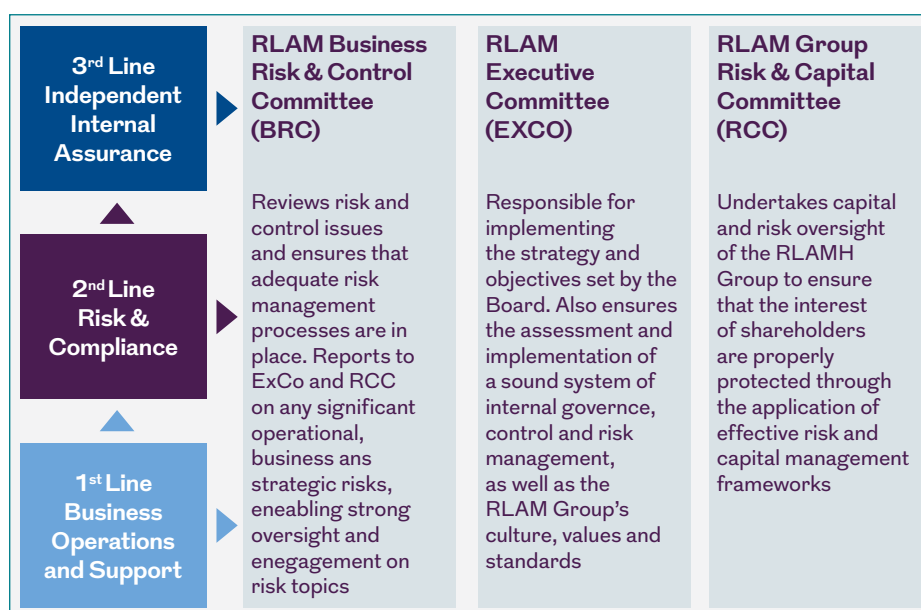 3rd Line
Independent
Internal
Assurance
2nd Line
Risk &
Compliance
1st Line
Business
Operations
and Support
RLAM Business
Risk & Control
Committee
(BRC)
Reviews risk and
control issues
and ensures that
adequate risk
management
processes are in
place. Reports to
ExCo and RCC
on any significant
operational,
business ans
strategic risks,
eneabling strong
oversight and
enegagement on
risk topics
RLAM
Executive
Committee
(EXCO)
Responsible for
implementing
the strategy and
objectives set by the
Board. Also ensures
the assessment and
implementation of
a sound system of
internal governce,
control and risk
management,
as well as the
RLAM Group’s
culture, values and
standards
RLAM Group
Risk & Capital
Committee
(RCC)
Undertakes capital
and risk oversight
of the RLAMH
Group to ensure
that the interest
of shareholders
are properly
protected through
the application of
effective risk and
capital management
frameworks